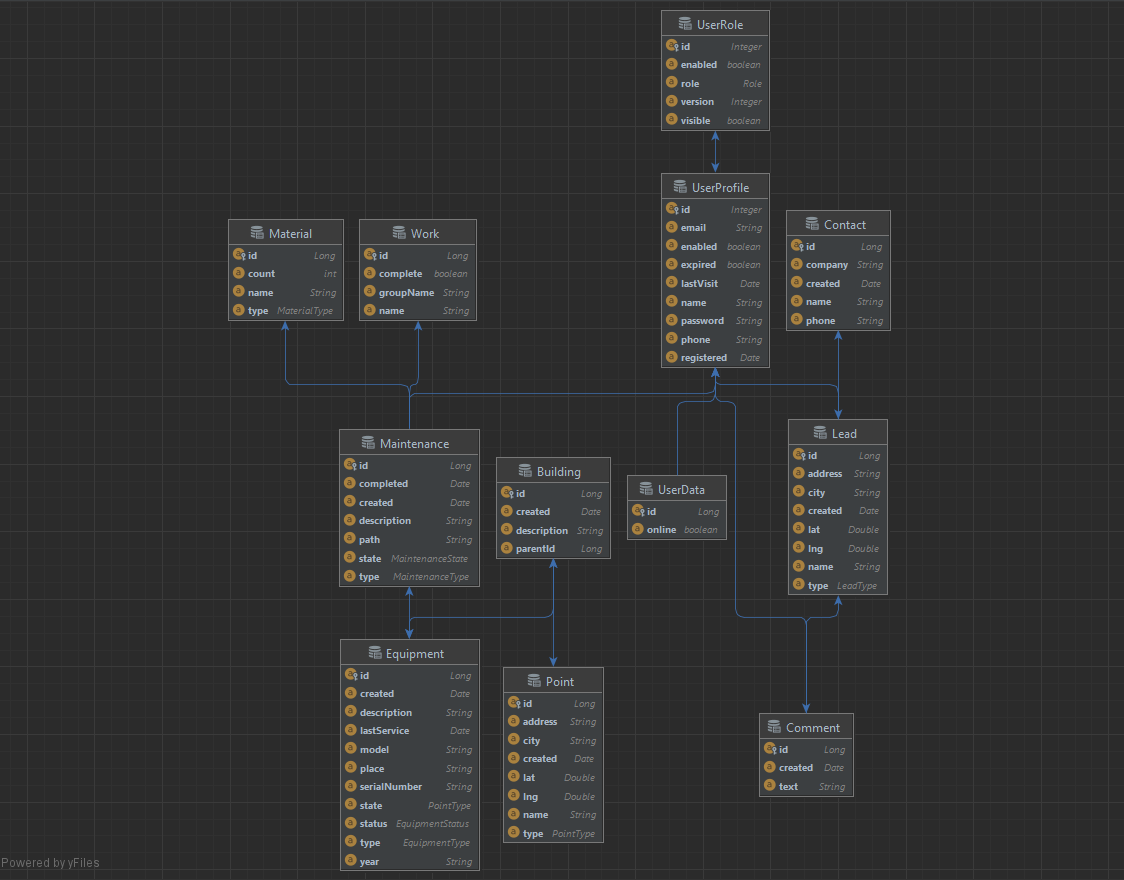 UserRole
id Integer
enabled boolean
role Role
version Integer
visible boolean
UserProfile
id Integer
email String
enabled boolean
expired boolean
lastVisit Date
name String
password String
phone String
registered Date
Contact
id Long
company String
created Date
name String
phone String
Material
id Long
count int
name String
type MaterialType
Work
id Long
complete boolean
groupName String
name String
Maintenance
id Long
completed Date
created Date
description String
path String
state MaintenanceState
type MaintenanceType
Building
id Long
created Date
description String
parentId Long
UserData
id Long
online boolean
Lead
id Long
address String
city String
created Date
lat Double
lng Double
name String
type LeadType
Equipment
id Long
created Date
description String
lastService Date
model String
place String
serialNumber String
state PointType
status EquipmentStatus
type EquipmentType
year String
Point
id Long
address String
city String
created Date
lat Double
lng Double
name String
type PointType
Comment
id Long
created Date
text String
Powered by yFiles